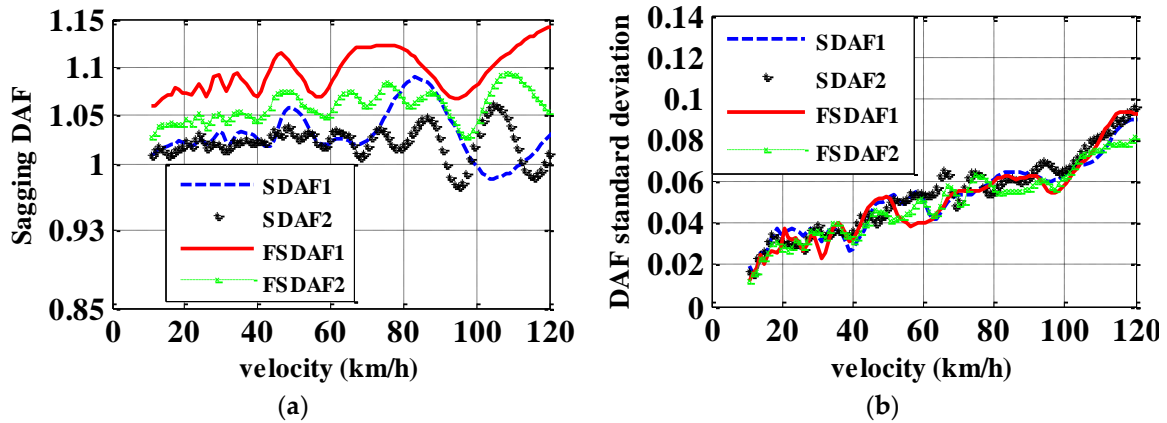 Sagging DAF
1.15
1.1
1.05
1
0.93
0.85
SDAF1
SDAF2
FSDAF1
FSDAF2
0 20 40 60 80 100 120
velocity (km/h)
(a)
DAF standard deviation
0.14
0.12
0.1
0.08
0.06
0.04
0.02
0
SDAF1
SDAF2
FSDAF1
FSDAF2
0 20 40 60 80 100 120
velocity (km/h)
(b)